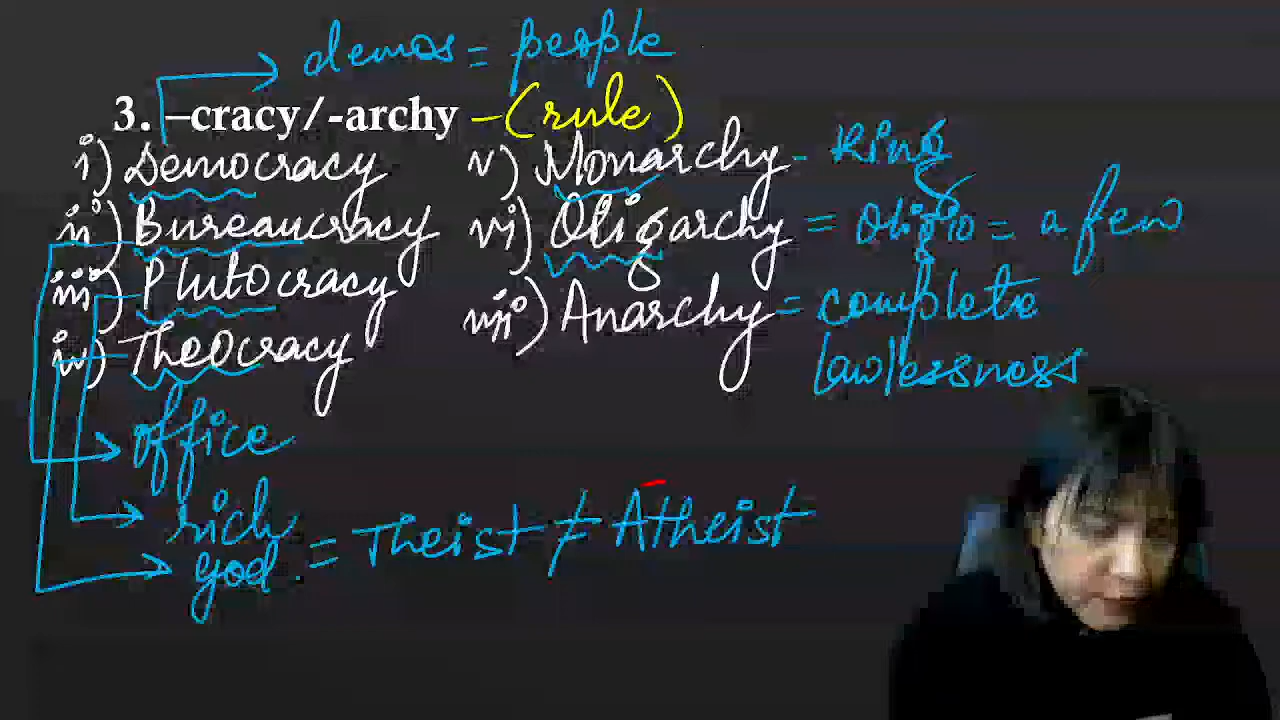 demos = people
3. –cracy/-archy – (rule)
i) Democracy
ii) Bureaucracy
iii) Plutocracy
iv) Theocracy
v) Monarchy - King
vi) Oligarchy = Oligio = a few
vii) Anarchy = complete
lawlessness
office
rich
god = Theist ≠ Atheist